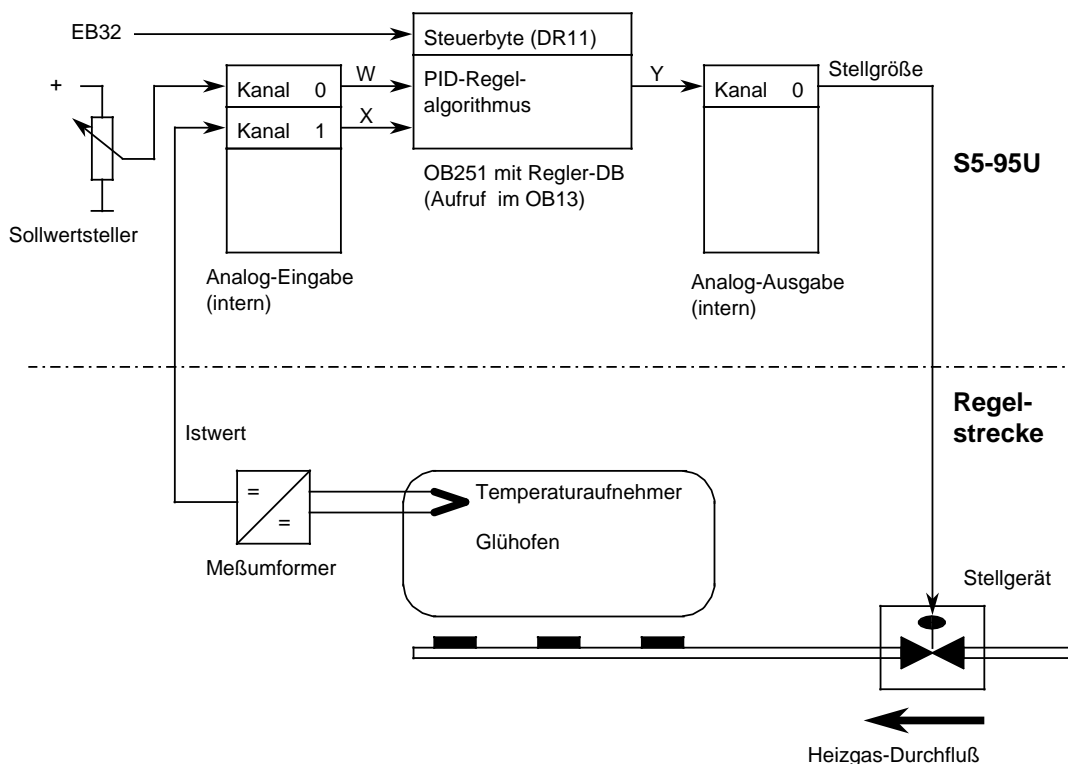 EB32
Steuerbyte (DR11)
+
Kanal 0
W
PID-Regel-
algorithmus
Y
Kanal 0
Stellgröße
Kanal 1
X
OB251 mit Regler-DB
(Aufruf im OB13)
S5-95U
Sollwertsteller
Analog-Eingabe
(intern)
Analog-Ausgabe
(intern)
Regel-
strecke
Istwert
=
=
Temperaturaufnehmer
Glühofen
Meßumformer
Stellgerät
Heizgas-Durchfluß